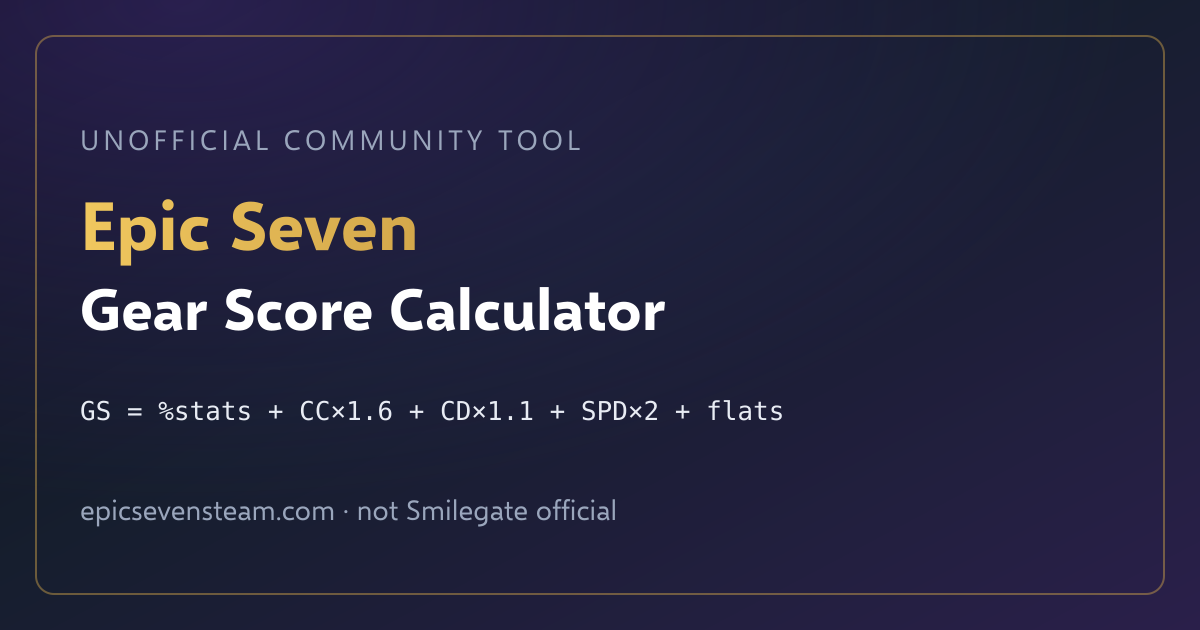 UNOFFICIAL COMMUNITY TOOL
Epic Seven
Gear Score Calculator
GS = %stats + CC×1.6 + CD×1.1 + SPD×2 + flats
epicsevensteam.com · not Smilegate official